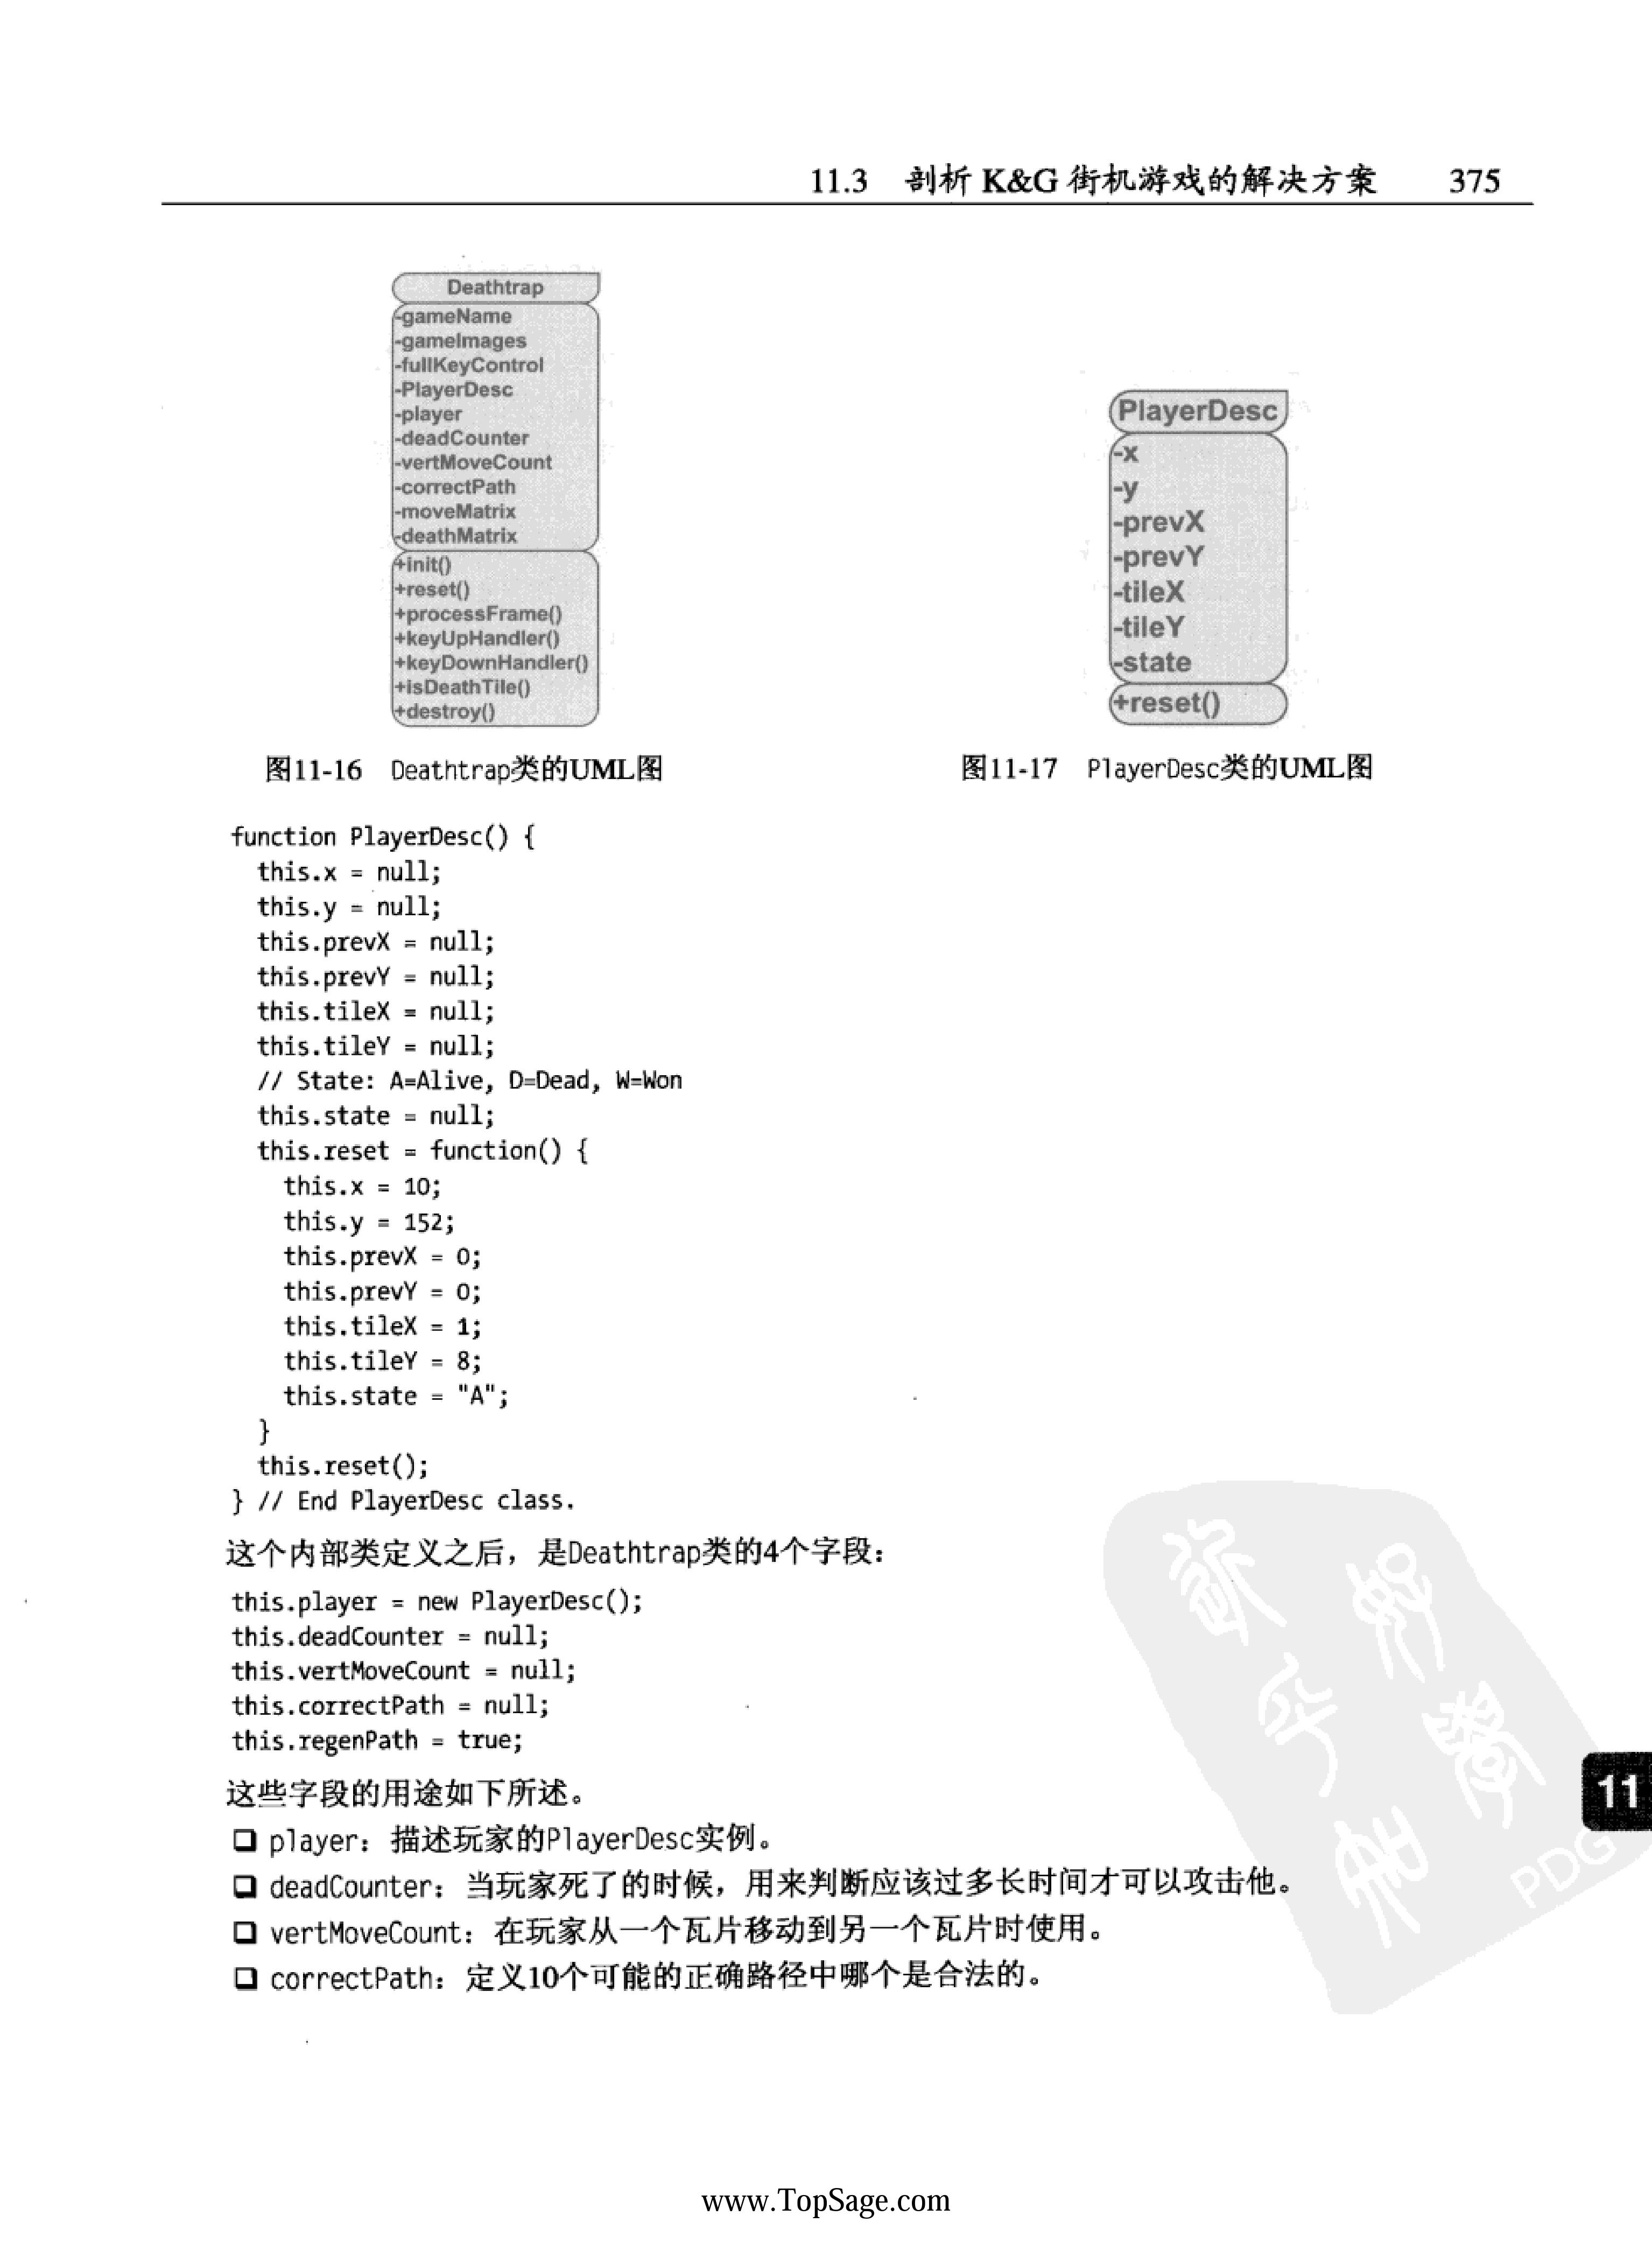 11.3 剖析 K&G 街机游戏的解决方案 375
Deathtrap
-gameName
-gameImages
-fullKeyControl
-PlayerDesc
-player
-deadCounter
-vertMoveCount
-correctPath
-moveMatrix
-deathMatrix
+init()
+reset()
+processFrame()
+keyUpHandler()
+keyDownHandler()
+isDeathTile()
+destroy()
图11-16 Deathtrap类的UML图
PlayerDesc
-x
-y
-prevX
-prevY
-tileX
-tileY
-state
+reset()
图11-17 PlayerDesc类的UML图
function PlayerDesc() {
this.x = null;
this.y = null;
this.prevX = null;
this.prevY = null;
this.tileX = null;
this.tileY = null;
// State: A=Alive, D=Dead, W=Won
this.state = null;
this.reset = function() {
this.x = 10;
this.y = 152;
this.prevX = 0;
this.prevY = 0;
this.tileX = 1;
this.tileY = 8;
this.state = "A";
}
this.reset();
} // End PlayerDesc class.
这个内部类定义之后，是Deathtrap类的4个字段：
this.player = new PlayerDesc();
this.deadCounter = null;
this.vertMoveCount = null;
this.correctPath = null;
this.regenPath = true;
这些字段的用途如下所述。
❏ player：描述玩家的PlayerDesc实例。
❏ deadCounter：当玩家死了的时候，用来判断应该过多长时间才可以攻击他。
❏ vertMoveCount：在玩家从一个瓦片移动到另一个瓦片时使用。
❏ correctPath：定义10个可能的正确路径中哪个是合法的。
11
PDG
www.TopSage.com